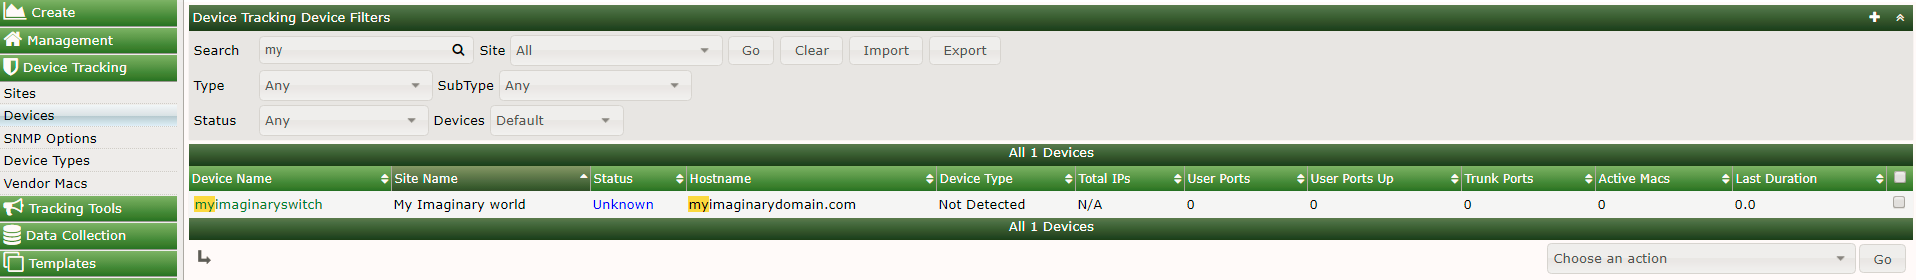 Create
Management
Device Tracking
Sites
Devices
SNMP Options
Device Types
Vendor Macs
Tracking Tools
Data Collection
Templates
Device Tracking Device Filters
Search my Site All Go Clear Import Export
Type Any SubType Any
Status Any Devices Default
All 1 Devices
Device Name Site Name Status Hostname Device Type Total IPs User Ports User Ports Up Trunk Ports Active Macs Last Duration
myimaginaryswitch My Imaginary world Unknown myimaginarydomain.com Not Detected N/A 0 0 0 0 0.0
All 1 Devices
Choose an action Go